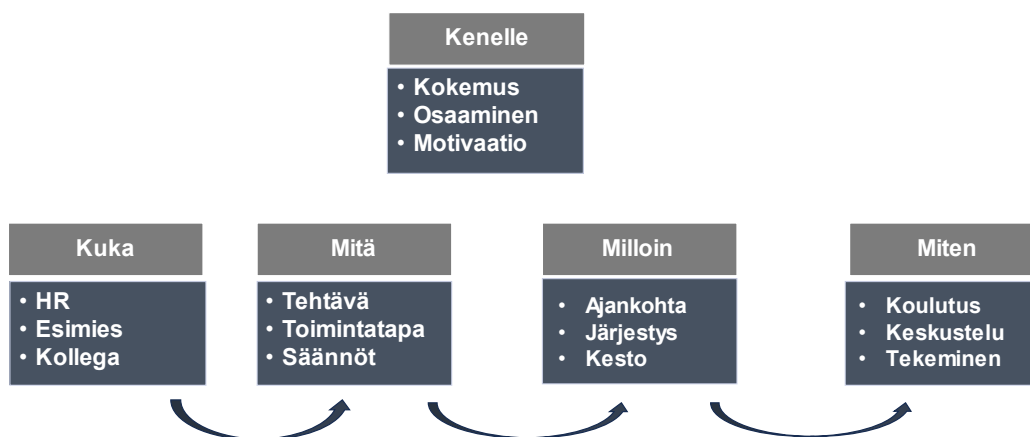 Kenelle
• Kokemus
• Osaaminen
• Motivaatio
Kuka
• HR
• Esimies
• Kollega
Mitä
• Tehtävä
• Toimintatapa
• Säännöt
Milloin
• Ajankohta
• Järjestys
• Kesto
Miten
• Koulutus
• Keskustelu
• Tekeminen